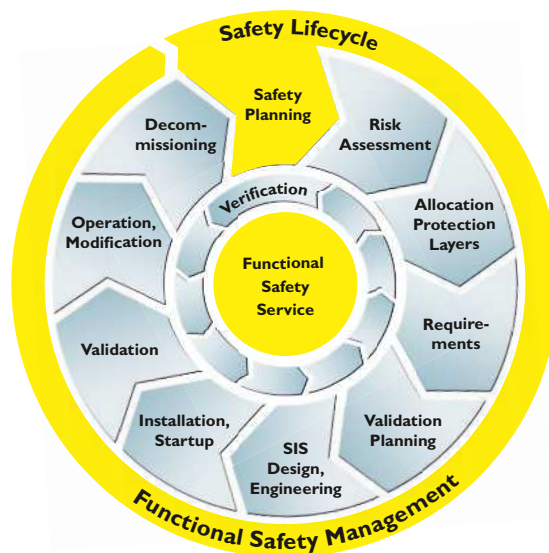 Safety Lifecycle
Safety
Planning
Risk
Assessment
Allocation
Protection
Layers
Require-
ments
Validation
Planning
SIS
Design,
Engineering
Installation,
Startup
Validation
Operation,
Modification
Decom-
missioning
Verification
Functional
Safety
Service
Functional Safety Management